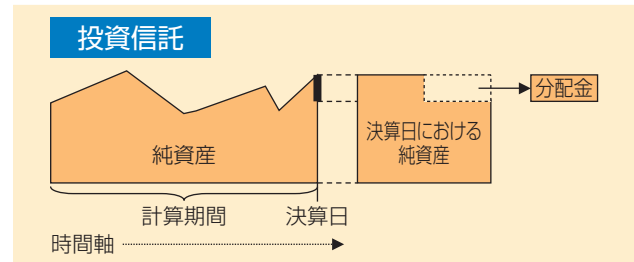 投資信託
分配金
決算日における
純資産
純資産
計算期間
決算日
時間軸